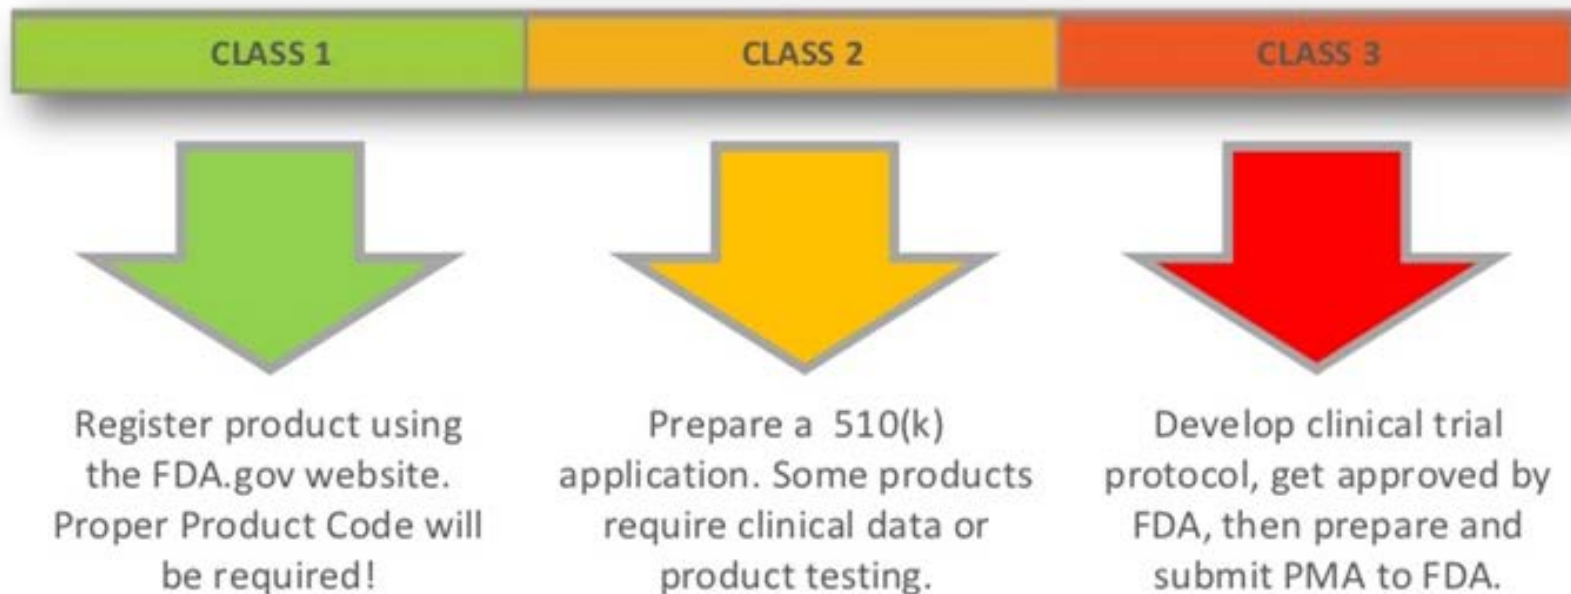 CLASS 1
CLASS 2
CLASS 3
Register product using
the FDA.gov website.
Proper Product Code will
be required!
Prepare a 510(k)
application. Some products
require clinical data or
product testing.
Develop clinical trial
protocol, get approved by
FDA, then prepare and
submit PMA to FDA.